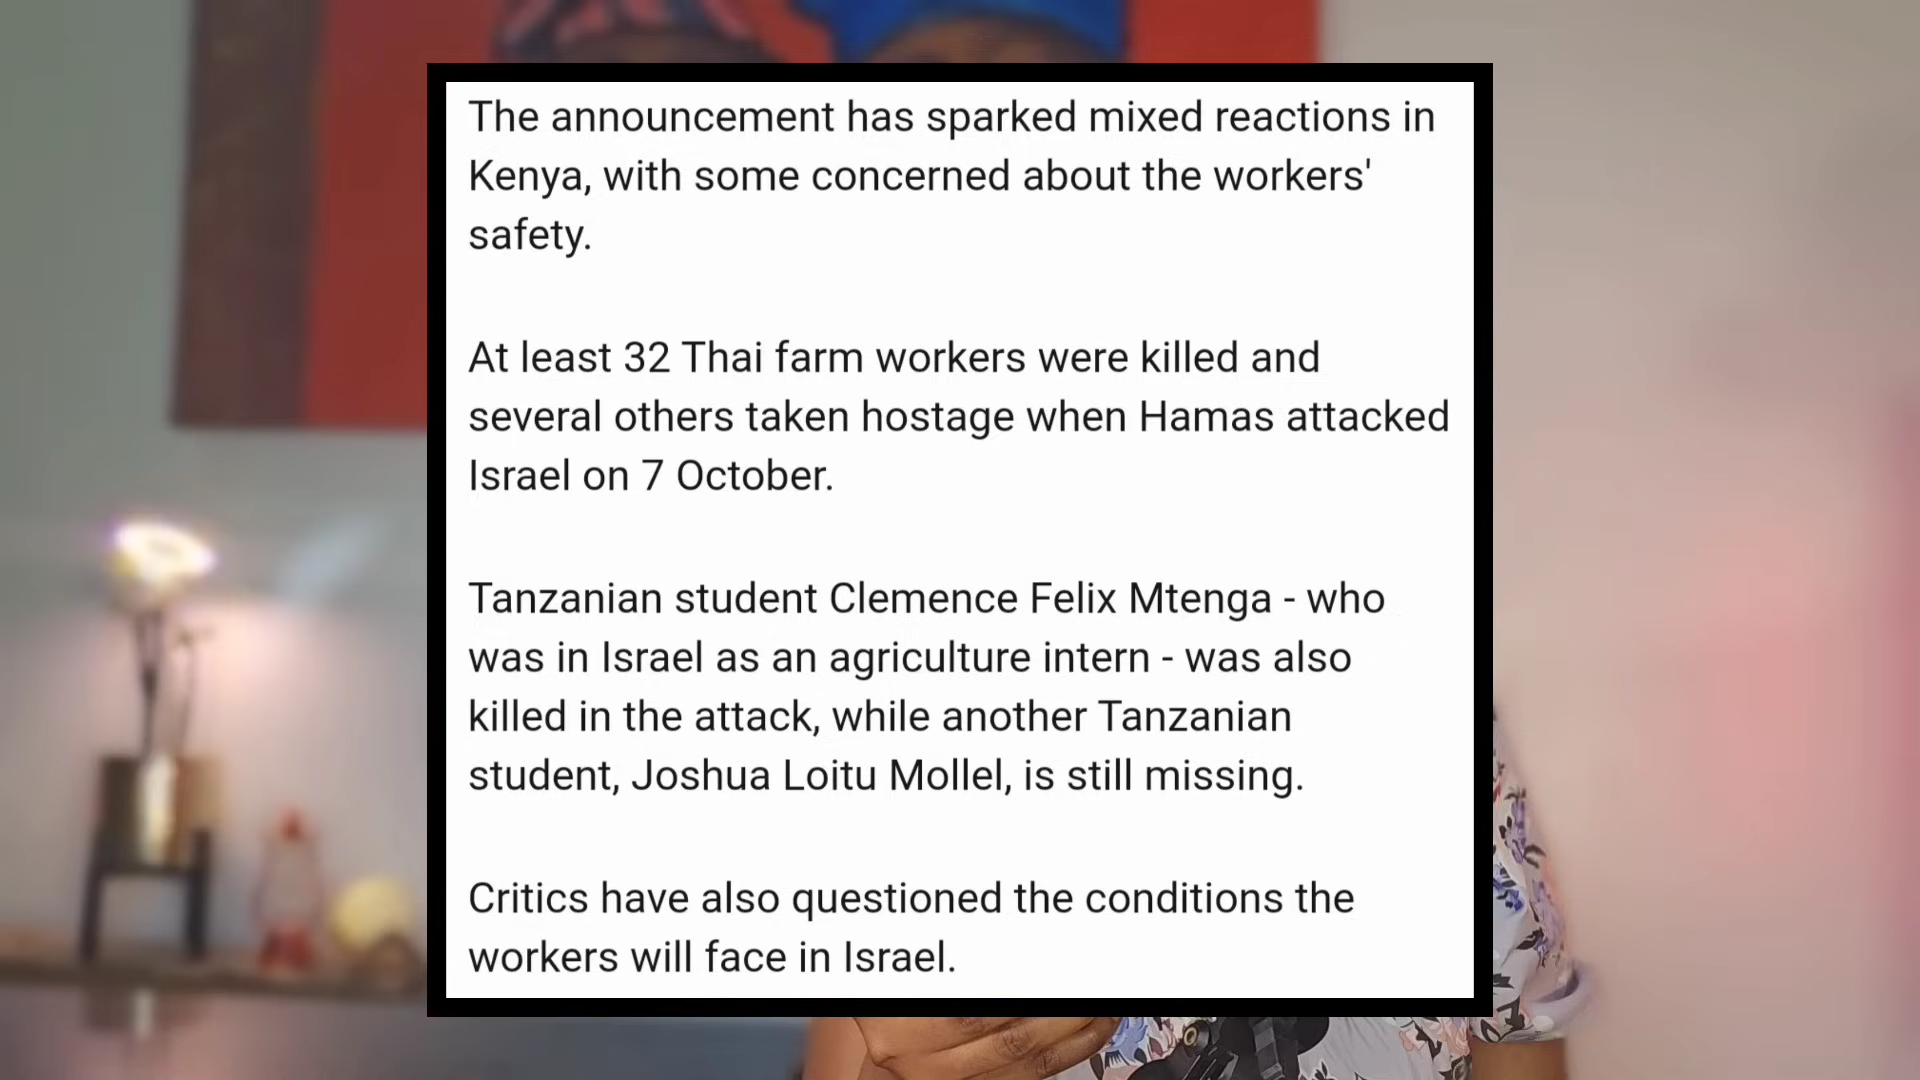 The announcement has sparked mixed reactions in
Kenya, with some concerned about the workers'
safety.
At least 32 Thai farm workers were killed and
several others taken hostage when Hamas attacked
Israel on 7 October.
Tanzanian student Clemence Felix Mtenga - who
was in Israel as an agriculture intern - was also
killed in the attack, while another Tanzanian
student, Joshua Loitu Mollel, is still missing.
Critics have also questioned the conditions the
workers will face in Israel.